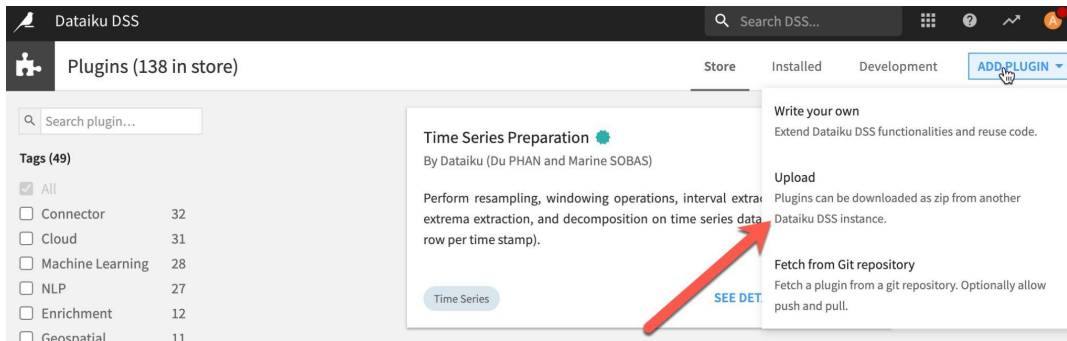 Dataiku DSS
Search DSS...
A
Plugins (138 in store)
Store
Installed
Development
ADD PLUGIN
Search plugin...
Tags (49)
All
Connector 32
Cloud 31
Machine Learning 28
NLP 27
Enrichment 12
Geospatial 11
Time Series Preparation
By Dataiku (Du PHAN and Marine SOBAS)
Perform resampling, windowing operations, interval
extrema extraction, and decomposition on time series data
row per time stamp).
Time Series
SEE
Write your own
Extend Dataiku DSS functionalities and reuse code.
Upload
Plugins can be downloaded as zip from another
Dataiku DSS instance.
Fetch from Git repository
Fetch a plugin from a git repository. Optionally allow
push and pull.